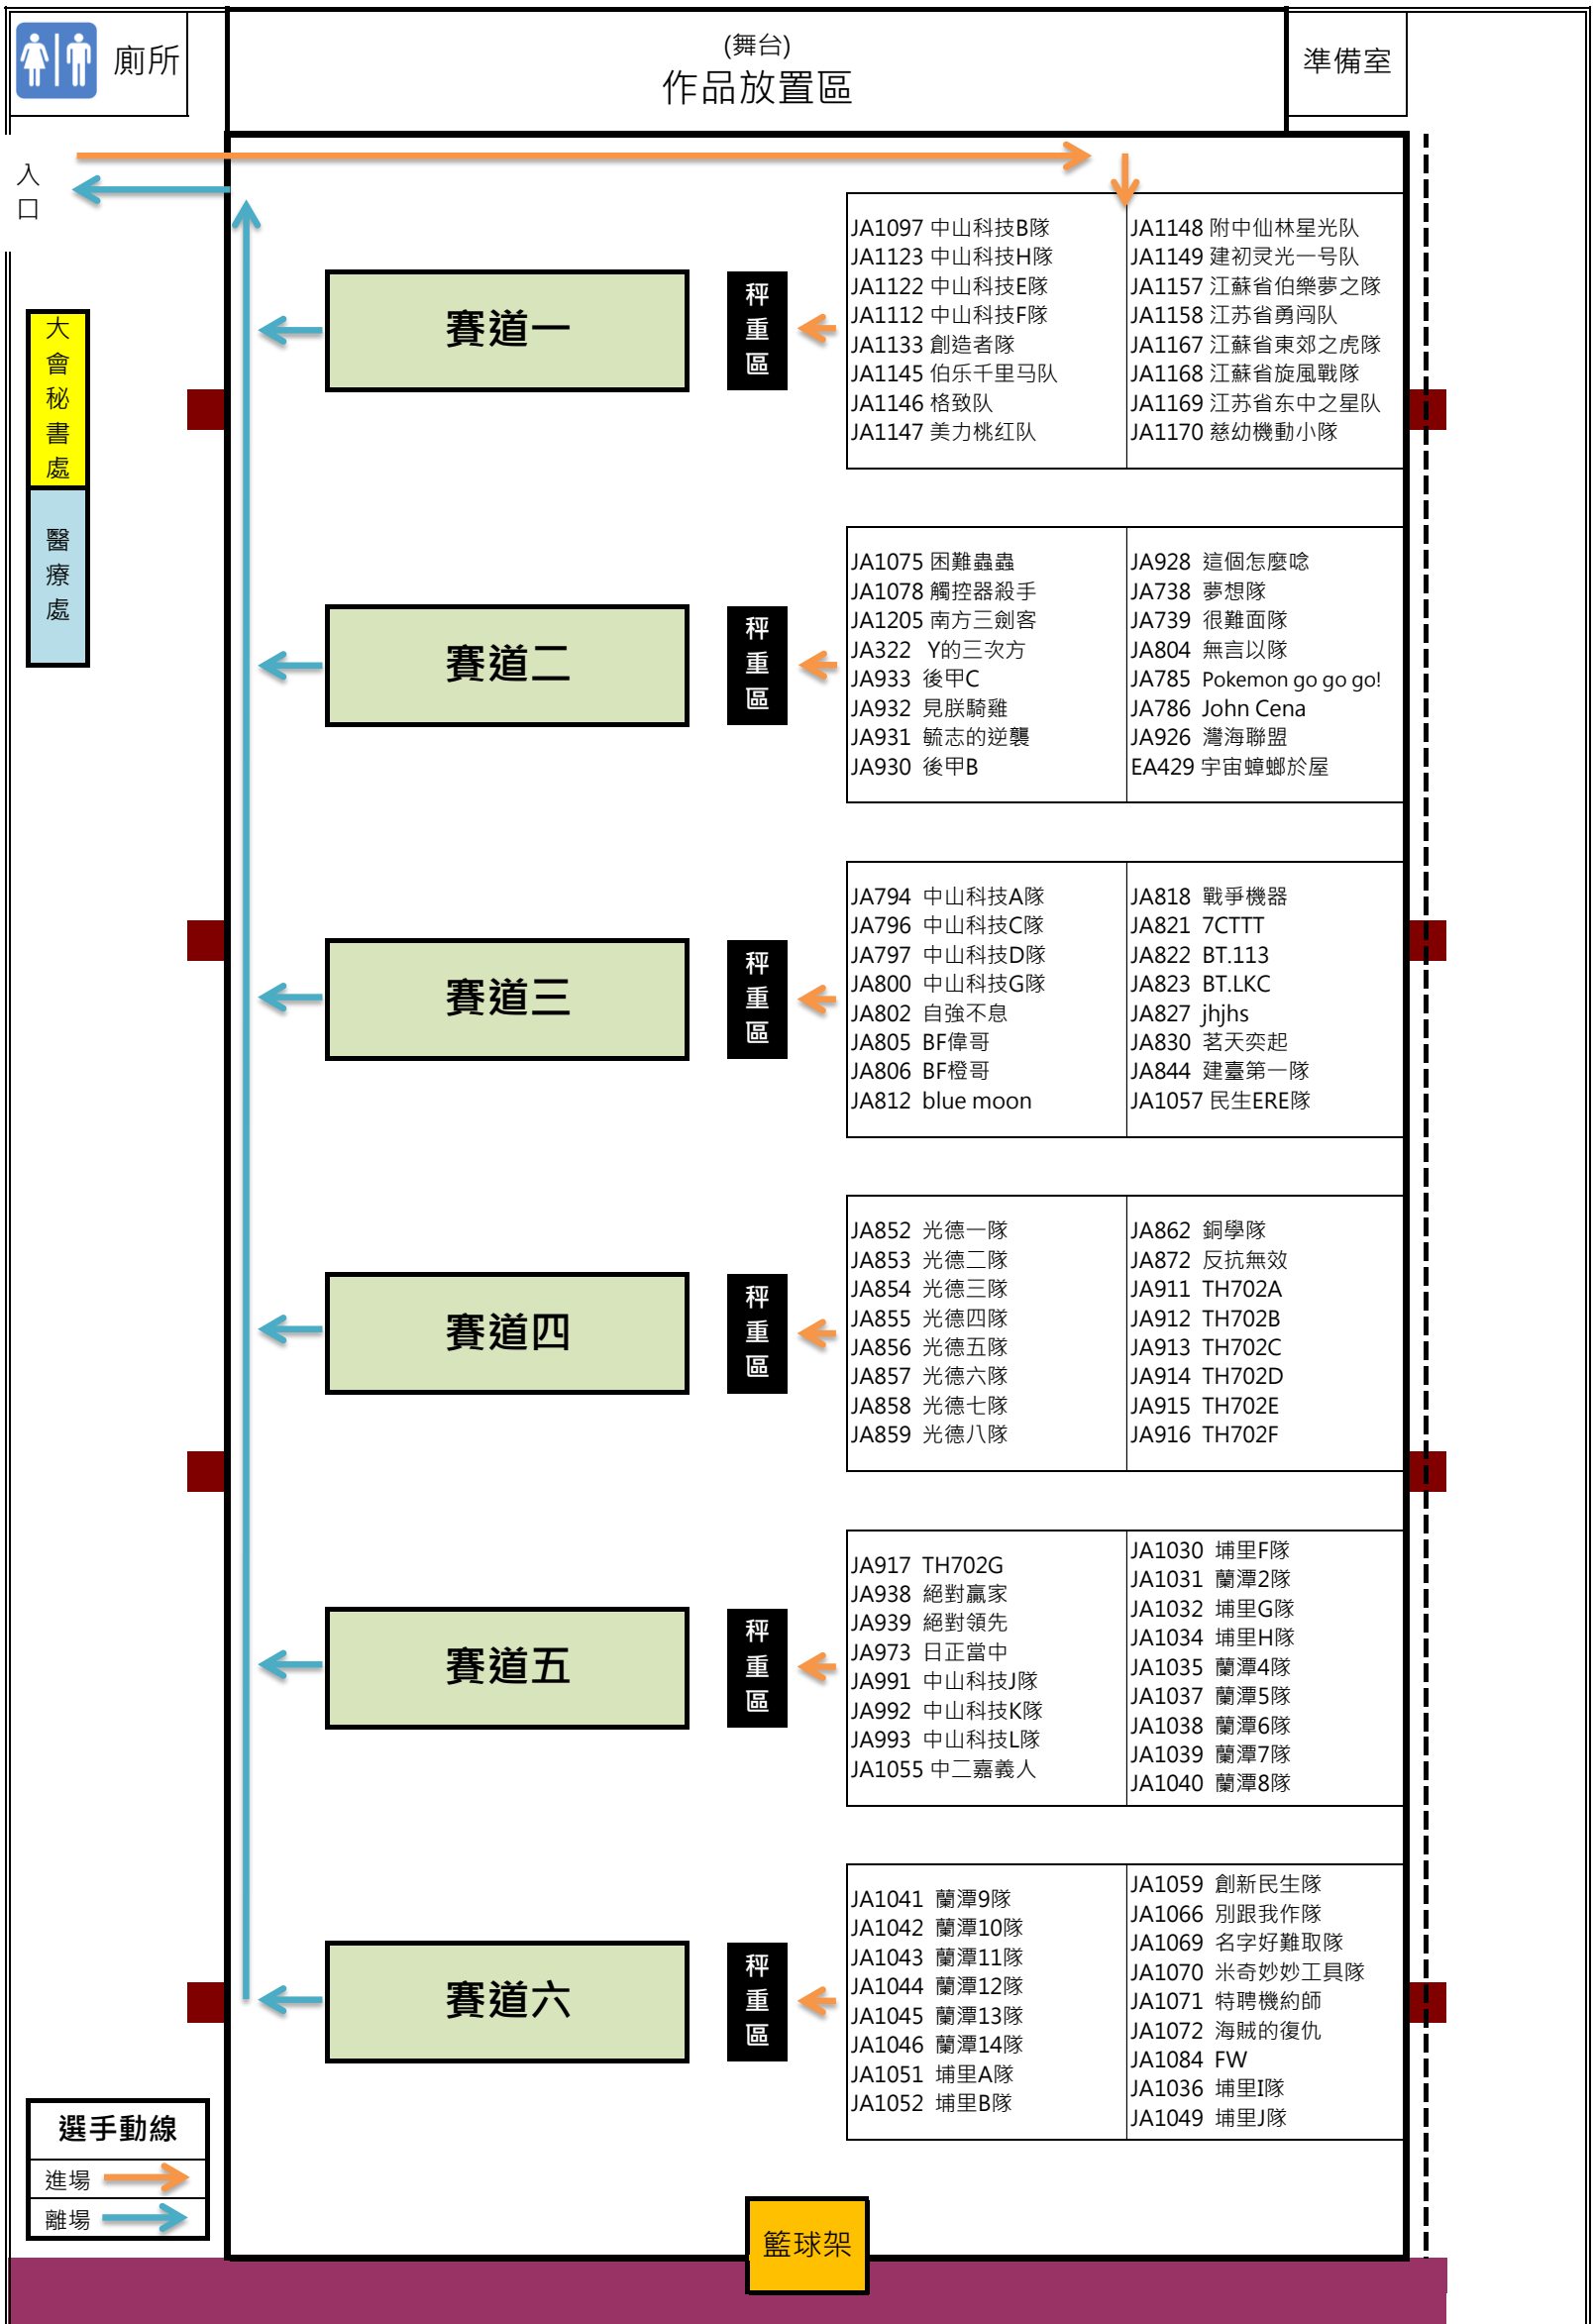 廁所
(舞台)
作品放置區
準備室
入口
大會秘書處
醫療處
賽道一
秤重區
JA1097 中山科技B隊
JA1123 中山科技H隊
JA1122 中山科技E隊
JA1112 中山科技F隊
JA1133 創造者隊
JA1145 伯乐千里马队
JA1146 格致队
JA1147 美力桃红队
JA1148 附中仙林星光队
JA1149 建初灵光一号队
JA1157 江蘇省伯樂夢之隊
JA1158 江苏省勇闯队
JA1167 江蘇省東郊之虎隊
JA1168 江蘇省旋風戰隊
JA1169 江苏省东中之星队
JA1170 慈幼機動小隊
賽道二
秤重區
JA1075 困難蟲蟲
JA1078 觸控器殺手
JA1205 南方三劍客
JA322 Y的三次方
JA933 後甲C
JA932 見朕騎雞
JA931 毓志的逆襲
JA930 後甲B
JA928 這個怎麼唸
JA738 夢想隊
JA739 很難面隊
JA804 無言以隊
JA785 Pokemon go go go!
JA786 John Cena
JA926 灣海聯盟
EA429 宇宙蟑螂於屋
賽道三
秤重區
JA794 中山科技A隊
JA796 中山科技C隊
JA797 中山科技D隊
JA800 中山科技G隊
JA802 自強不息
JA805 BF偉哥
JA806 BF橙哥
JA812 blue moon
JA818 戰爭機器
JA821 7CTTT
JA822 BT.113
JA823 BT.LKC
JA827 jhjhs
JA830 茗天奕起
JA844 建臺第一隊
JA1057 民生ERE隊
賽道四
秤重區
JA852 光德一隊
JA853 光德二隊
JA854 光德三隊
JA855 光德四隊
JA856 光德五隊
JA857 光德六隊
JA858 光德七隊
JA859 光德八隊
JA862 銅學隊
JA872 反抗無效
JA911 TH702A
JA912 TH702B
JA913 TH702C
JA914 TH702D
JA915 TH702E
JA916 TH702F
賽道五
秤重區
JA917 TH702G
JA938 絕對贏家
JA939 絕對領先
JA973 日正當中
JA991 中山科技J隊
JA992 中山科技K隊
JA993 中山科技L隊
JA1055 中二嘉義人
JA1030 埔里F隊
JA1031 蘭潭2隊
JA1032 埔里G隊
JA1034 埔里H隊
JA1035 蘭潭4隊
JA1037 蘭潭5隊
JA1038 蘭潭6隊
JA1039 蘭潭7隊
JA1040 蘭潭8隊
賽道六
秤重區
JA1041 蘭潭9隊
JA1042 蘭潭10隊
JA1043 蘭潭11隊
JA1044 蘭潭12隊
JA1045 蘭潭13隊
JA1046 蘭潭14隊
JA1051 埔里A隊
JA1052 埔里B隊
JA1059 創新民生隊
JA1066 別跟我作隊
JA1069 名字好難取隊
JA1070 米奇妙妙工具隊
JA1071 特聘機約師
JA1072 海賊的復仇
JA1084 FW
JA1036 埔里I隊
JA1049 埔里J隊
選手動線
進場
離場
籃球架